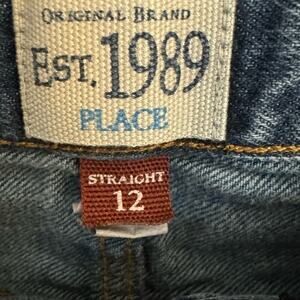 ORIGINAL BRAND
EST. 1989
PLACE
STRAIGHT
12